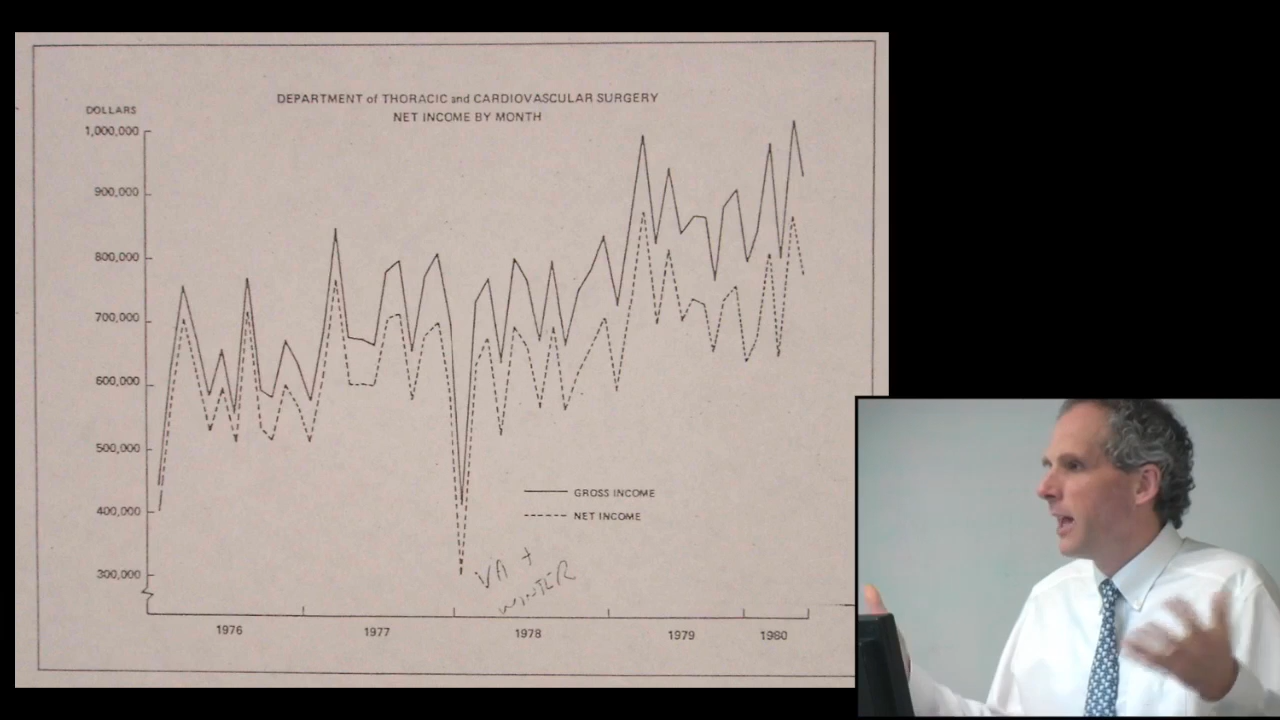 DEPARTMENT of THORACIC and CARDIOVASCULAR SURGERY
NET INCOME BY MONTH
DOLLARS
1,000,000
900,000
800,000
700,000
600,000
500,000
400,000
300,000
GROSS INCOME
NET INCOME
VA +
WINTER
1976
1977
1978
1979
1980